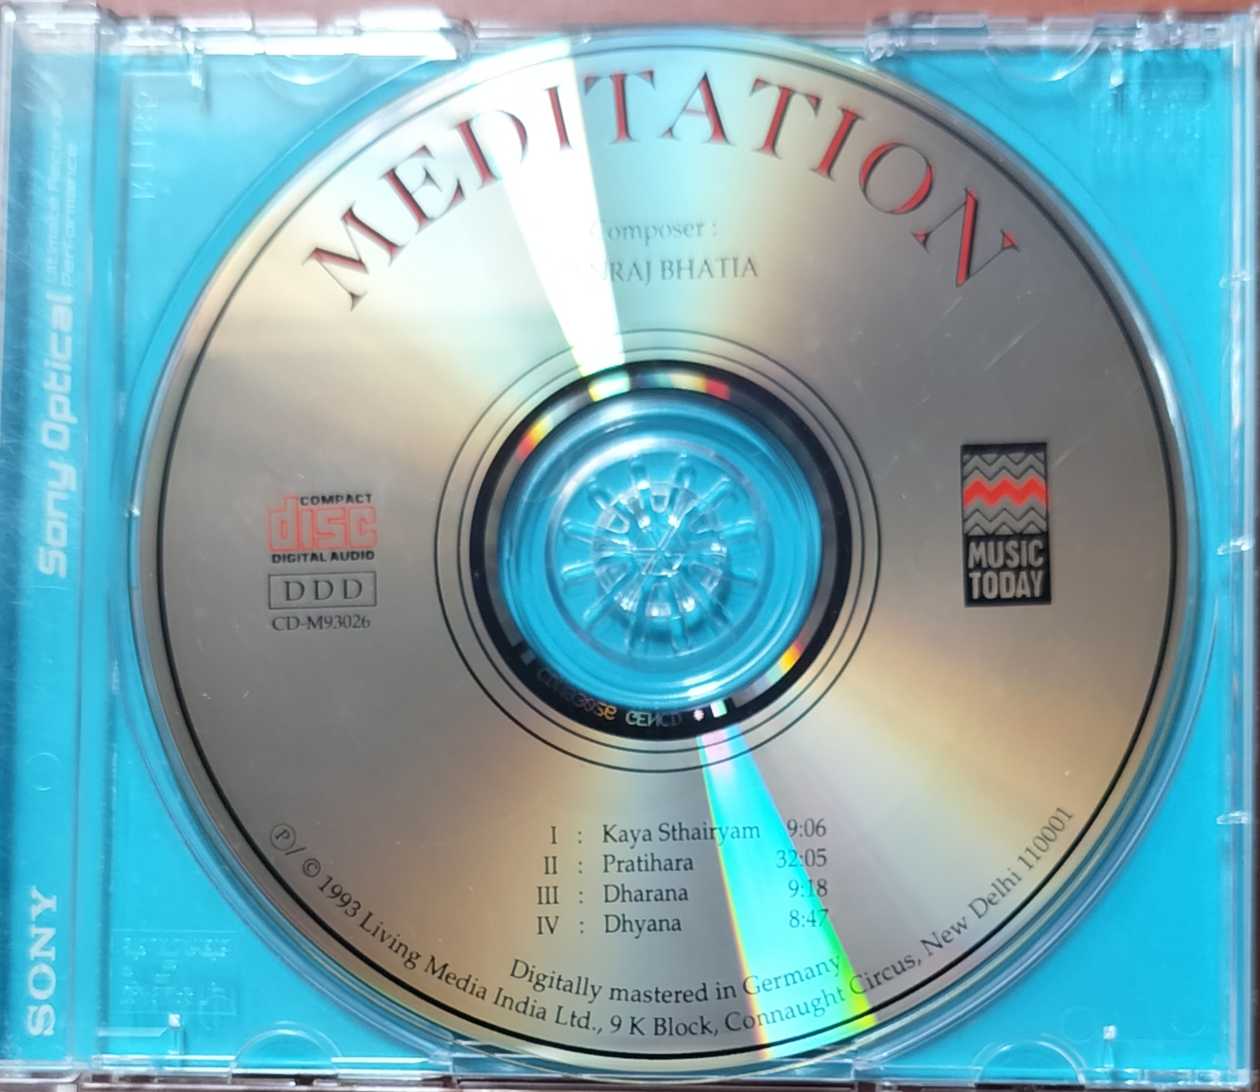 MEDITATION
Composer :
VANRAJ BHATIA
COMPACT
disc
DIGITAL AUDIO
DDD
CD-M93026
MUSIC
TODAY
I : Kaya Sthairyam 9:06
II : Pratihara 32:05
III : Dharana 9:18
IV : Dhyana 8:47
Digitally mastered in Germany
Ⓟ/ © 1993 Living Media India Ltd., 9 K Block, Connaught Circus, New Delhi 110001
SONY
Sony Optical
Performance